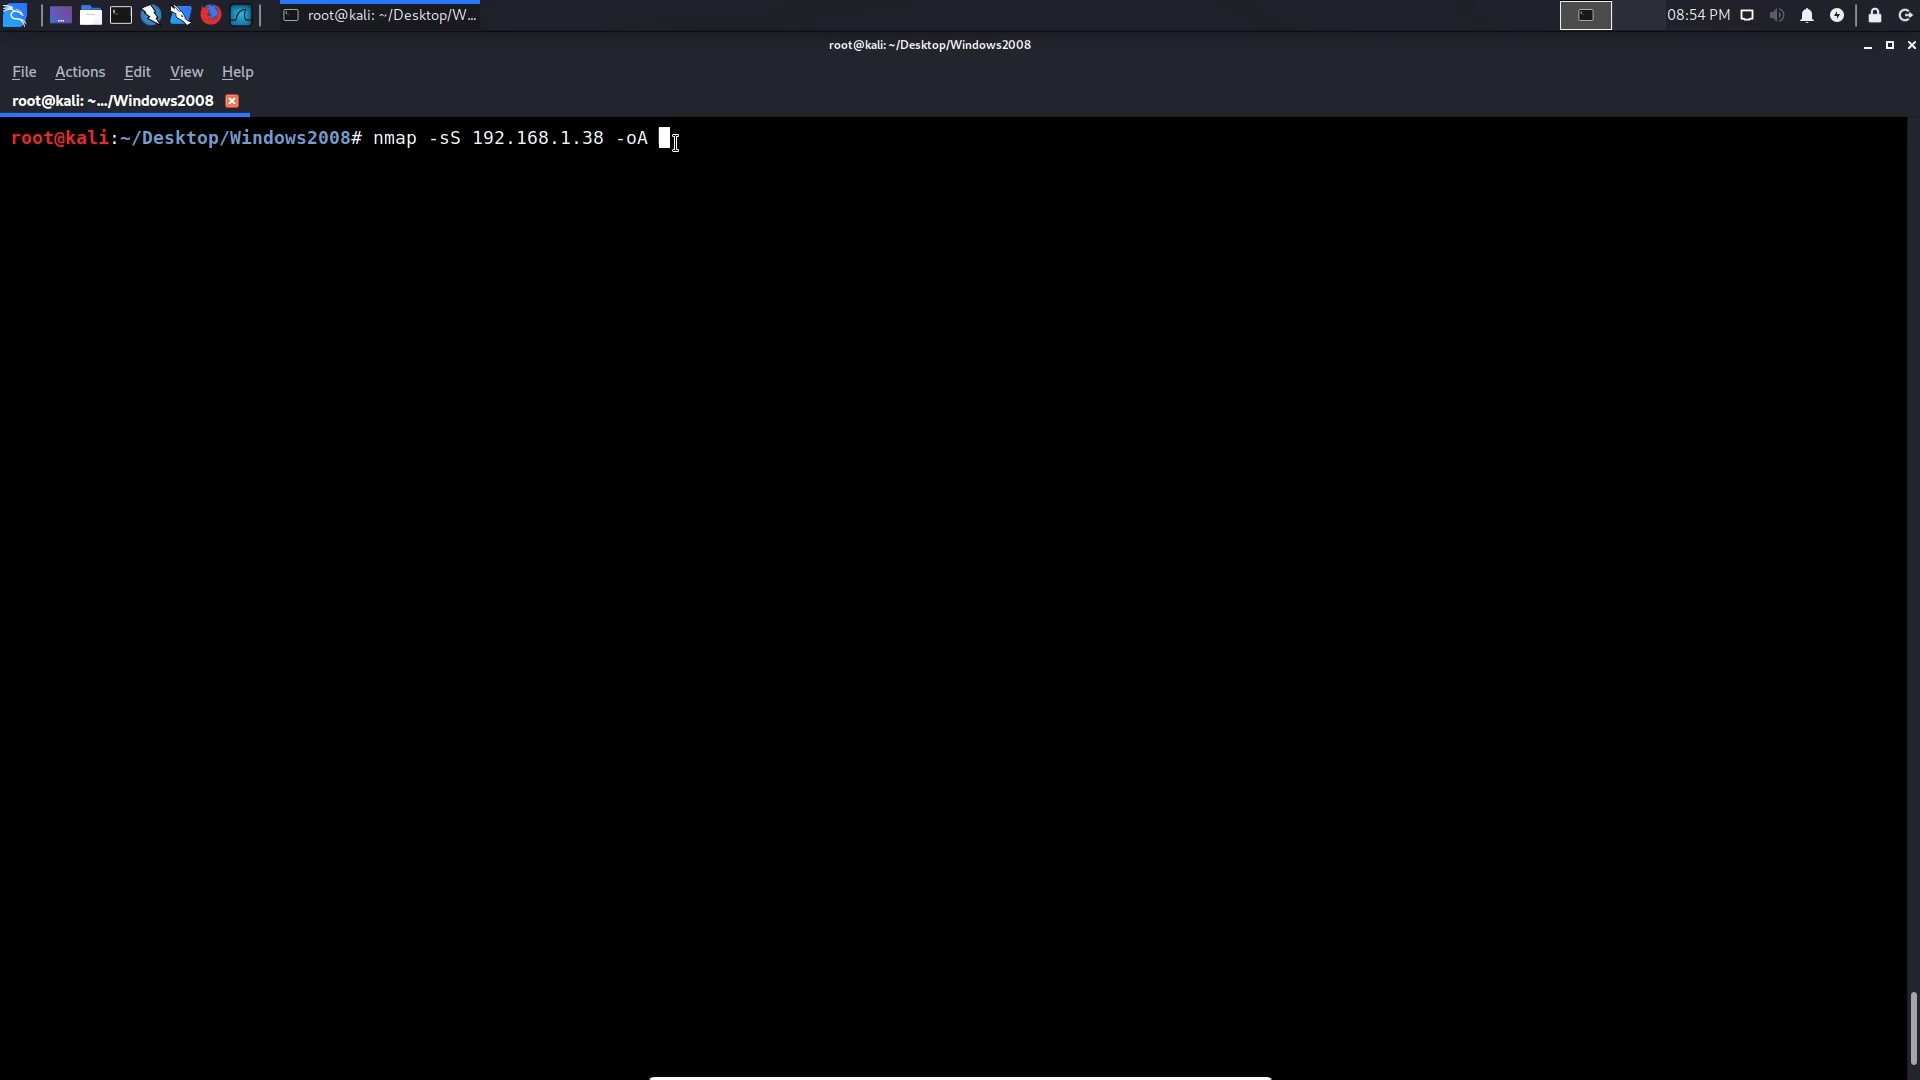 root@kali: ~/Desktop/W...
08:54 PM
root@kali: ~/Desktop/Windows2008
File Actions Edit View Help
root@kali: ~.../Windows2008
root@kali:~/Desktop/Windows2008# nmap -sS 192.168.1.38 -oA